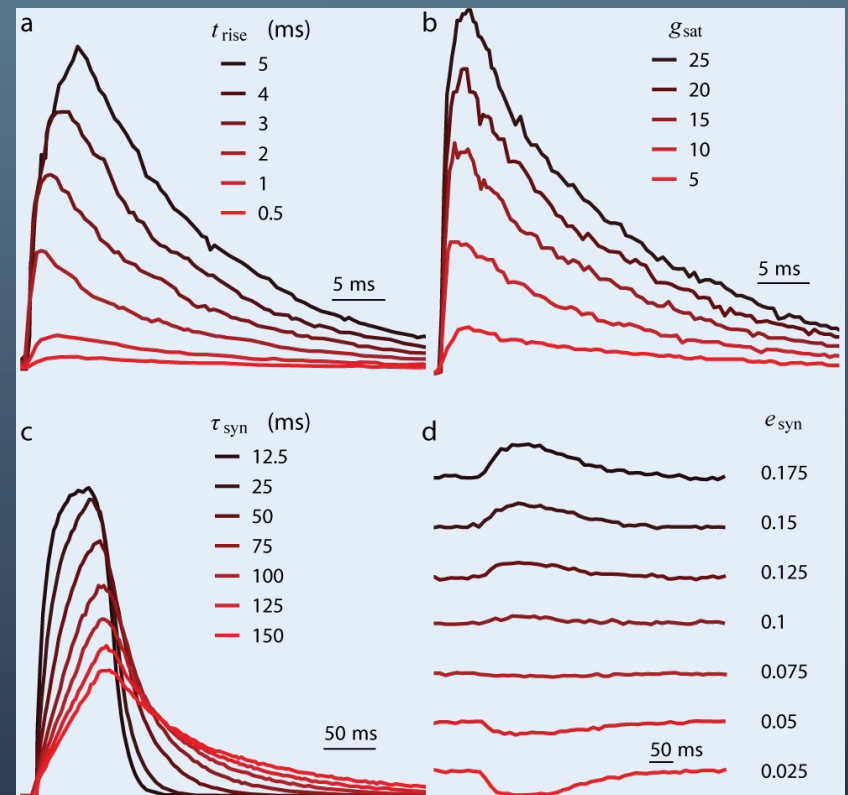 a
t rise (ms)
5
4
3
2
1
0.5
5 ms
b
g sat
25
20
15
10
5
5 ms
c
τ syn (ms)
12.5
25
50
75
100
125
150
50 ms
d
e syn
0.175
0.15
0.125
0.1
0.075
0.05
50 ms
0.025